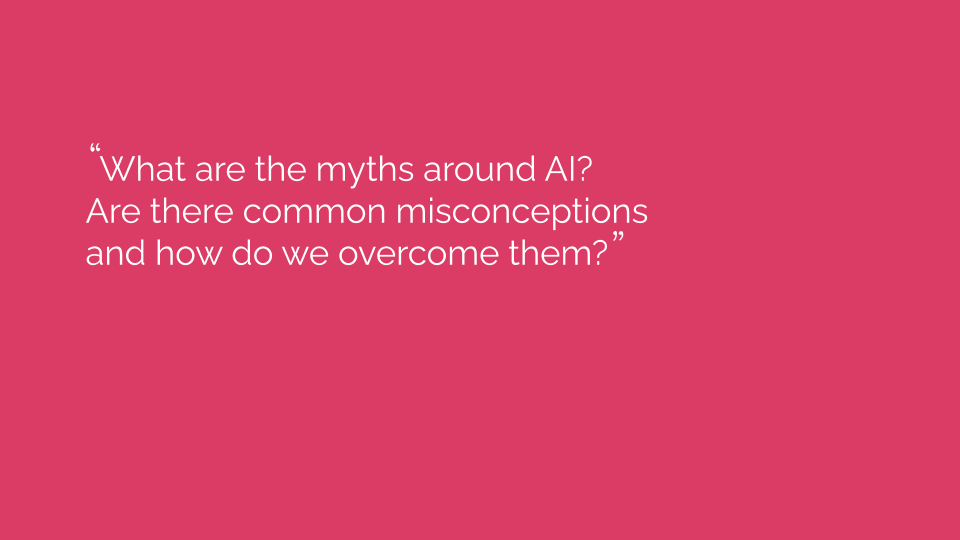 “What are the myths around AI?
Are there common misconceptions
and how do we overcome them?”